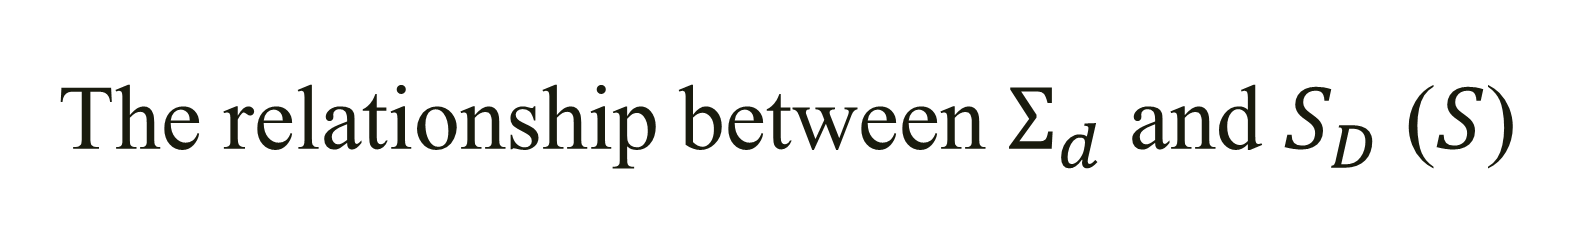 The relationship between Σ_d and S_D (S)